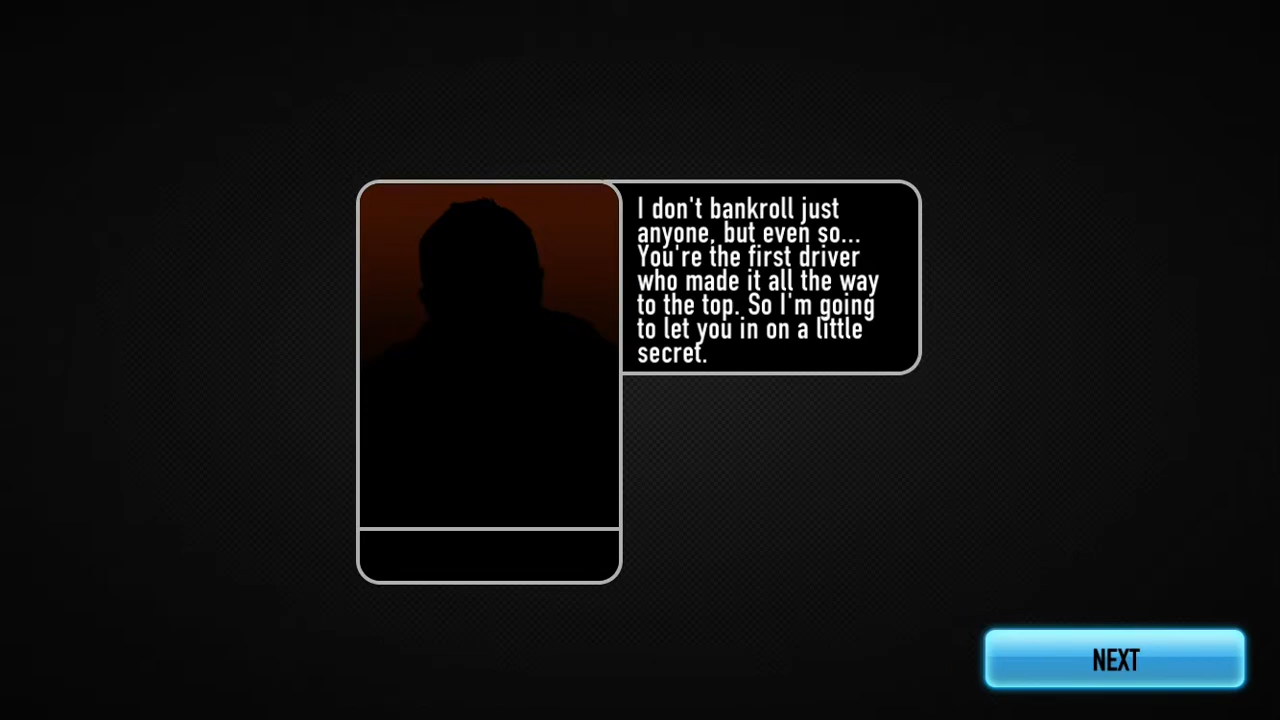 I don't bankroll just
anyone, but even so...
You're the first driver
who made it all the way
to the top. So I'm going
to let you in on a little
secret.
NEXT